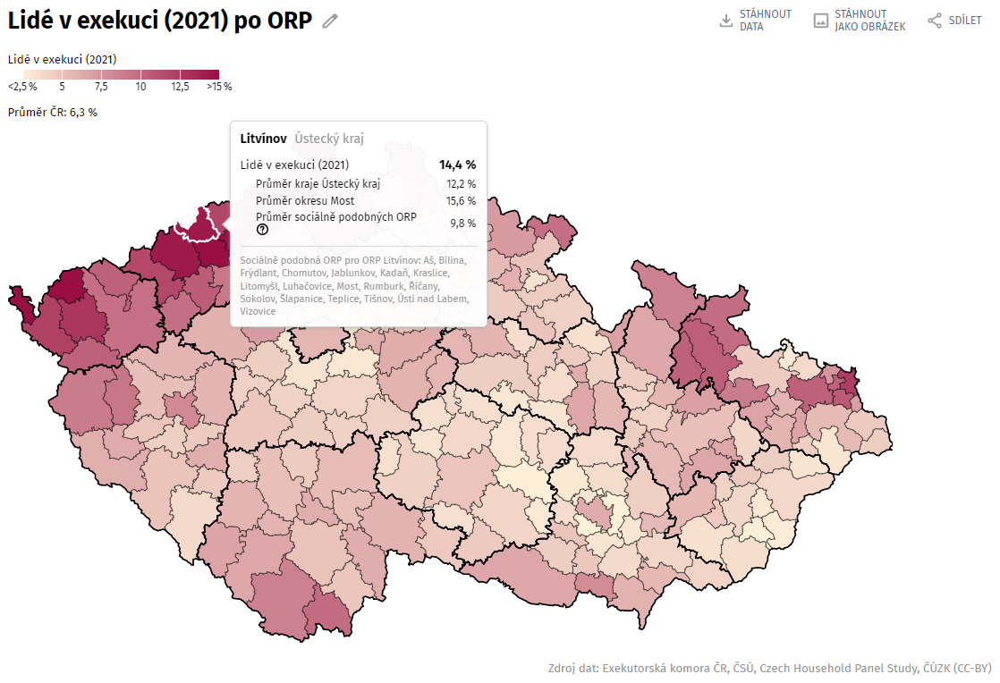 Lidé v exekuci (2021) po ORP
STÁHNOUT
DATA
STÁHNOUT
JAKO OBRÁZEK
SDÍLET
Lidé v exekuci (2021)
<2,5 % 5 7,5 10 12,5 >15 %
Průměr ČR: 6,3 %
Litvínov Ústecký kraj
Lidé v exekuci (2021) 14,4 %
Průměr kraje Ústecký kraj 12,2 %
Průměr okresu Most 15,6 %
Průměr sociálně podobných ORP 9,8 %
?
Sociálně podobná ORP pro ORP Litvínov: Aš, Bílina,
Frýdlant, Chomutov, Jablunkov, Kadaň, Kraslice,
Litomyšl, Luhačovice, Most, Rumburk, Říčany,
Sokolov, Šlapanice, Teplice, Tišnov, Ústí nad Labem,
Vizovice
Zdroj dat: Exekutorská komora ČR, ČSÚ, Czech Household Panel Study, ČÚZK (CC-BY)